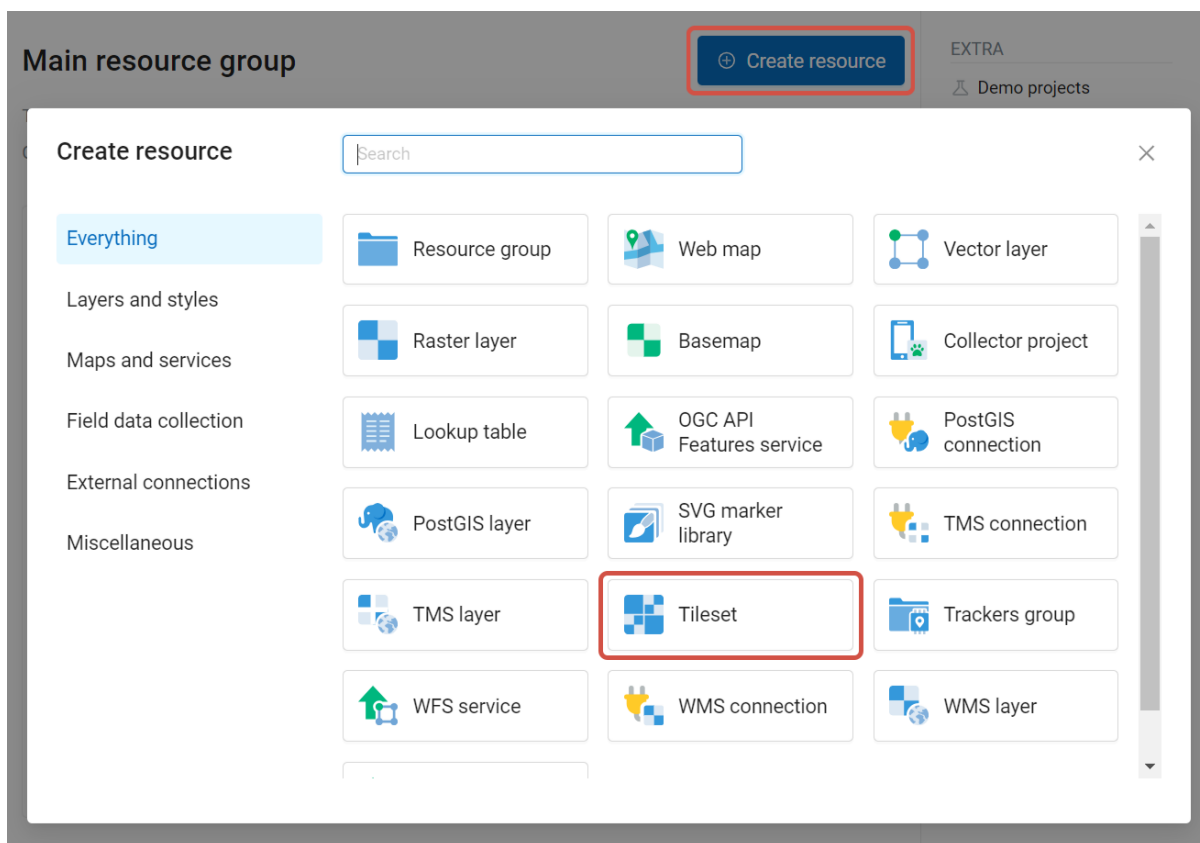 Main resource group
Create resource
EXTRA
Demo projects
Create resource
Search
Everything
Layers and styles
Maps and services
Field data collection
External connections
Miscellaneous
Resource group
Web map
Vector layer
Raster layer
Basemap
Collector project
Lookup table
OGC API
Features service
PostGIS
connection
PostGIS layer
SVG marker
library
TMS connection
TMS layer
Tileset
Trackers group
WFS service
WMS connection
WMS layer